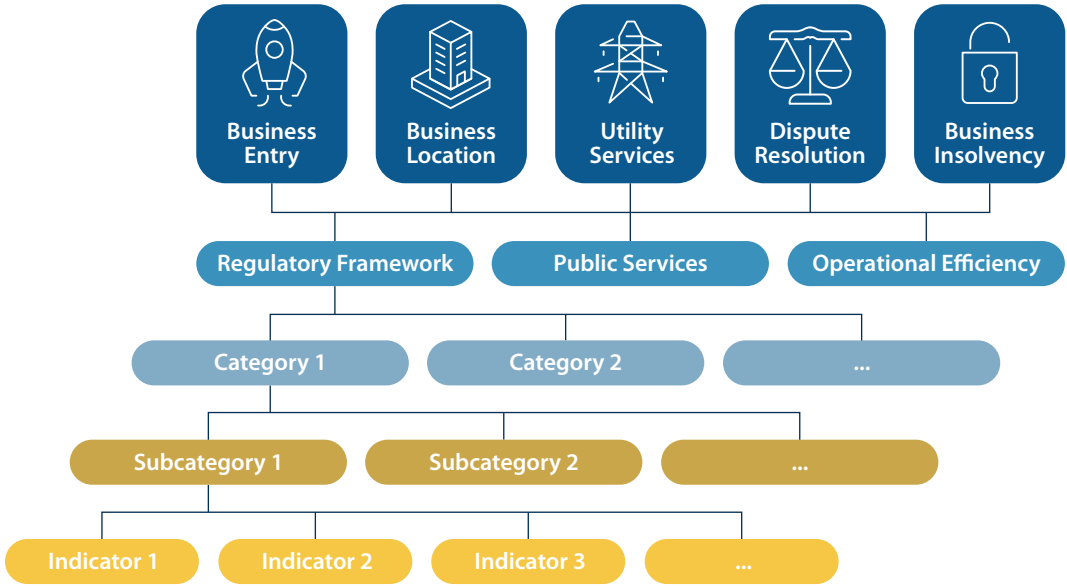 Business
Entry
Business
Location
Utility
Services
Dispute
Resolution
Business
Insolvency
Regulatory Framework
Public Services
Operational Efficiency
Category 1
Category 2
...
Subcategory 1
Subcategory 2
...
Indicator 1
Indicator 2
Indicator 3
...